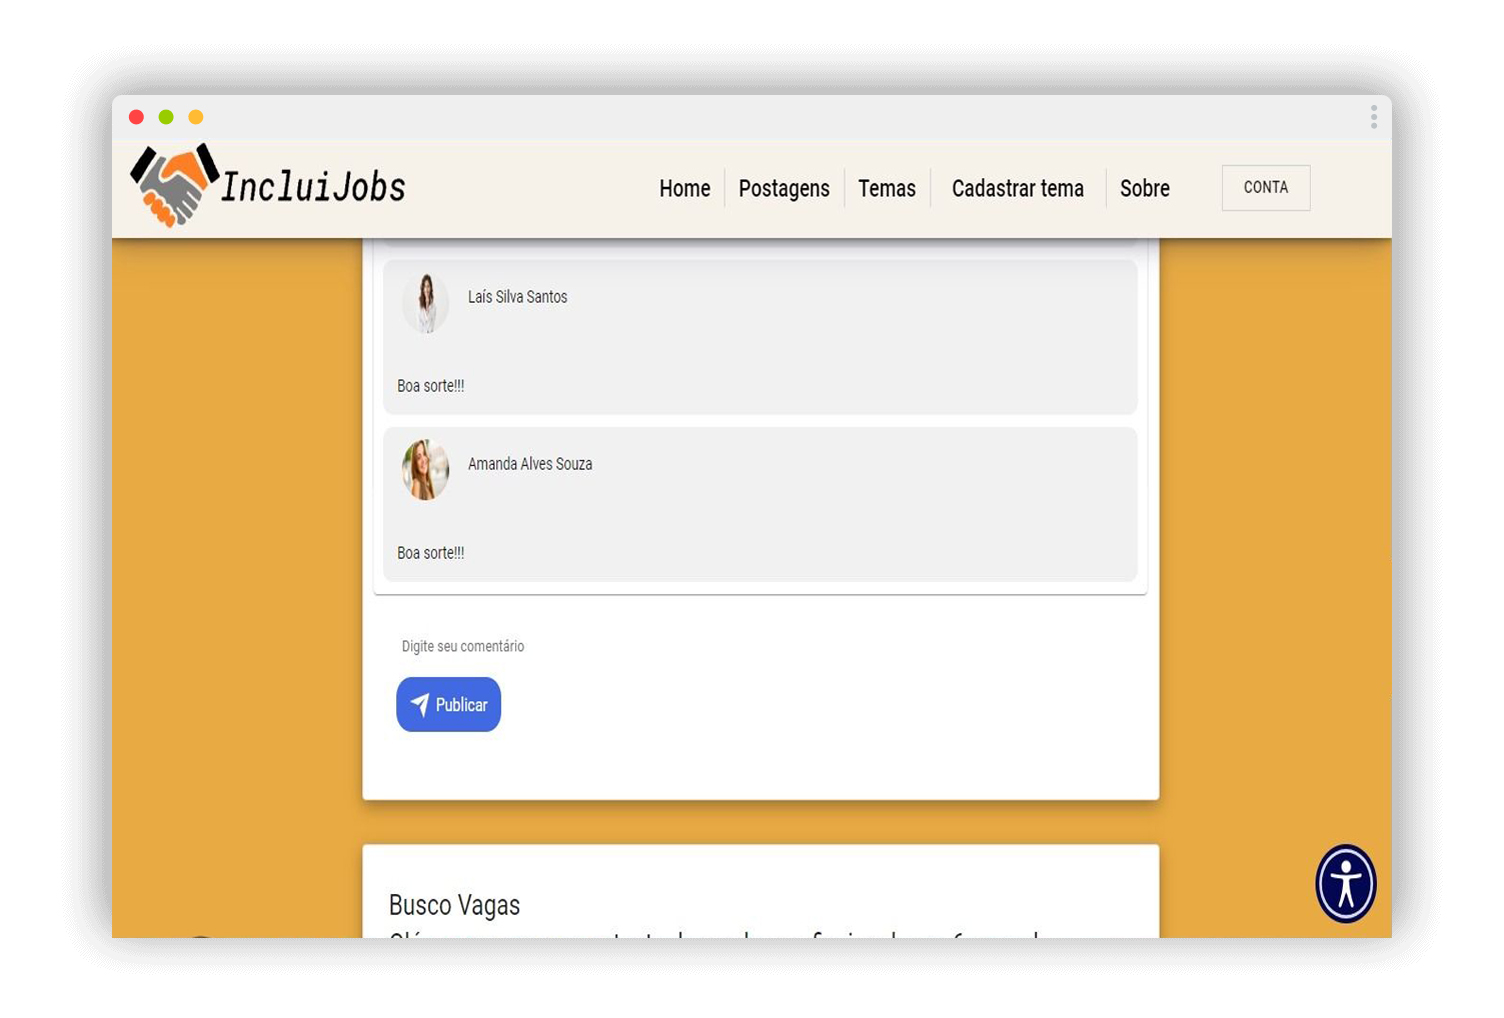 IncluiJobs
Home Postagens Temas Cadastrar tema Sobre CONTA
Laís Silva Santos
Boa sorte!!!
Amanda Alves Souza
Boa sorte!!!
Digite seu comentário
Publicar
Busco Vagas